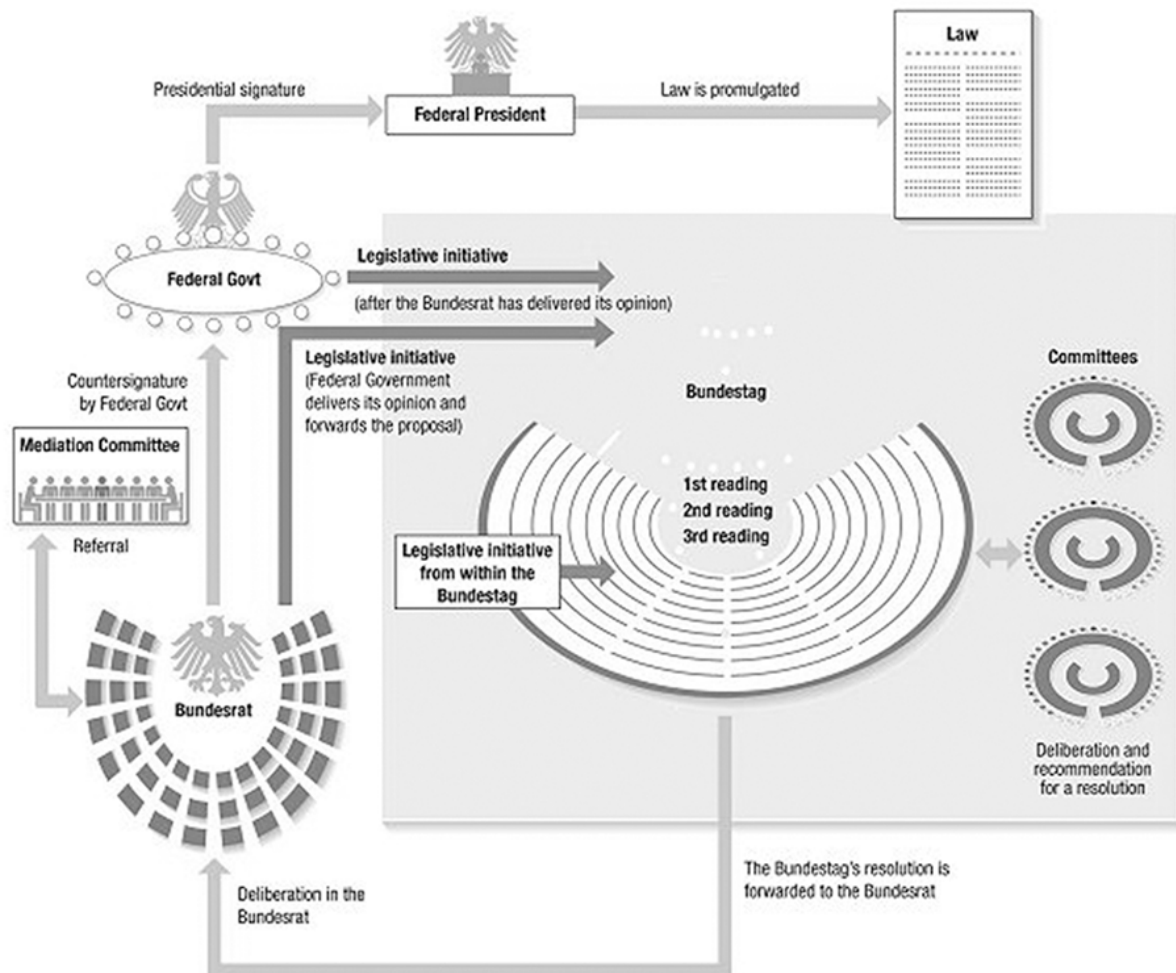 Law
Presidential signature
Federal President
Law is promulgated
Federal Govt
Legislative initiative
(after the Bundesrat has delivered its opinion)
Legislative initiative
(Federal Government
delivers its opinion and
forwards the proposal)
Countersignature
by Federal Govt
Mediation Committee
Referral
Bundesrat
Bundestag
1st reading
2nd reading
3rd reading
Legislative initiative
from within the
Bundestag
Committees
Deliberation and
recommendation
for a resolution
The Bundestag's resolution is
forwarded to the Bundesrat
Deliberation in the
Bundesrat